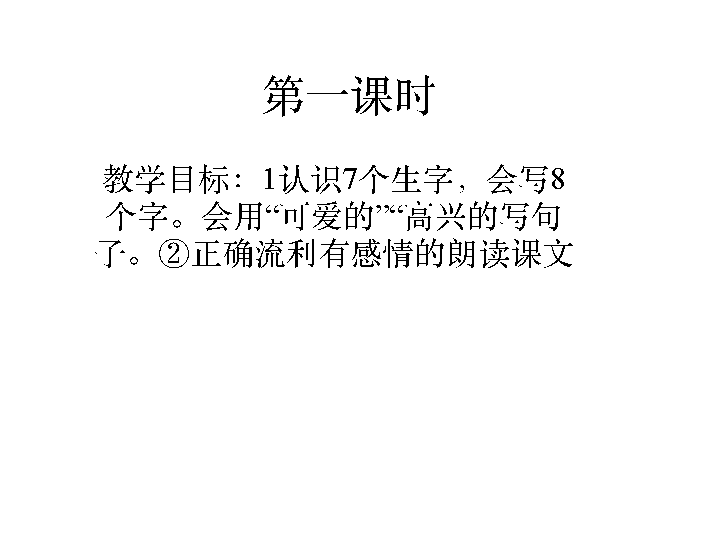 第一课时
教学目标：1认识7个生字，会写8
个字。会用“可爱的”“高兴的写句
子。②正确流利有感情的朗读课文